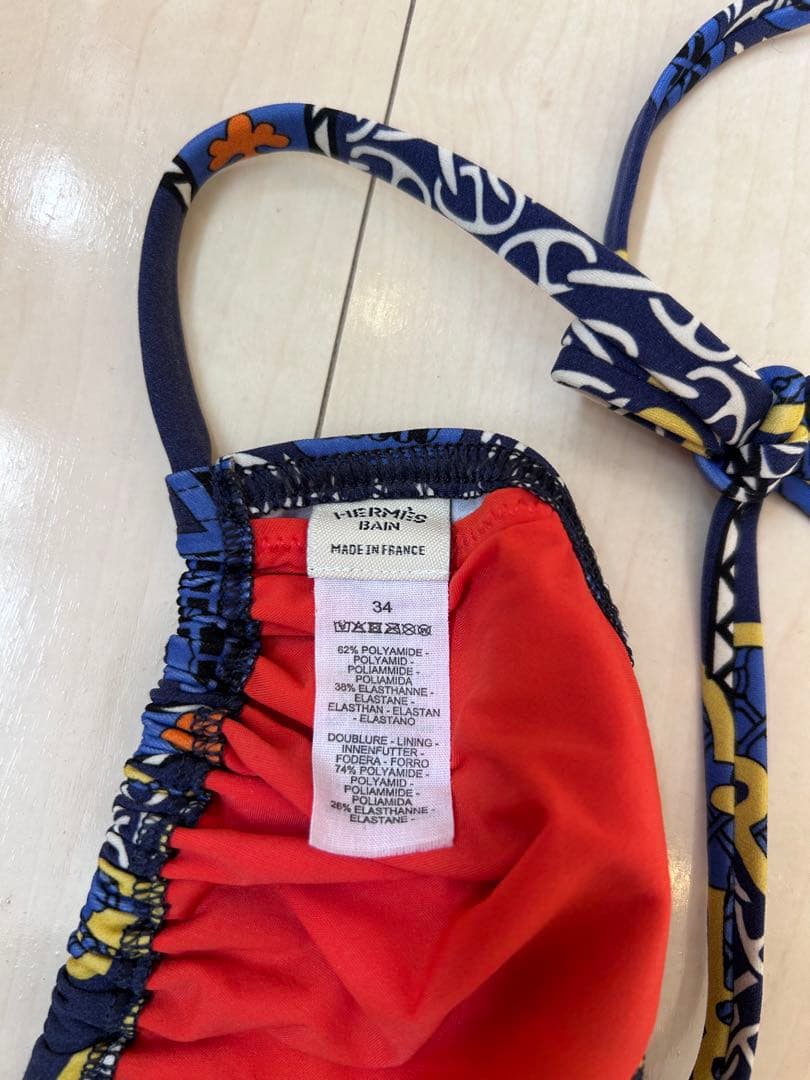 HERMÈS
BAIN
MADE IN FRANCE
34
62% POLYAMIDE -
POLYAMID -
POLIAMMIDE -
POLIAMIDA
38% ELASTHANNE -
ELASTANE -
ELASTHAN - ELASTAN
- ELASTANO
DOUBLURE - LINING -
INNENFUTTER -
FODERA - FORRO
74% POLYAMIDE -
POLYAMID -
POLIAMMIDE -
POLIAMIDA
26% ELASTHANNE -
ELASTANE -